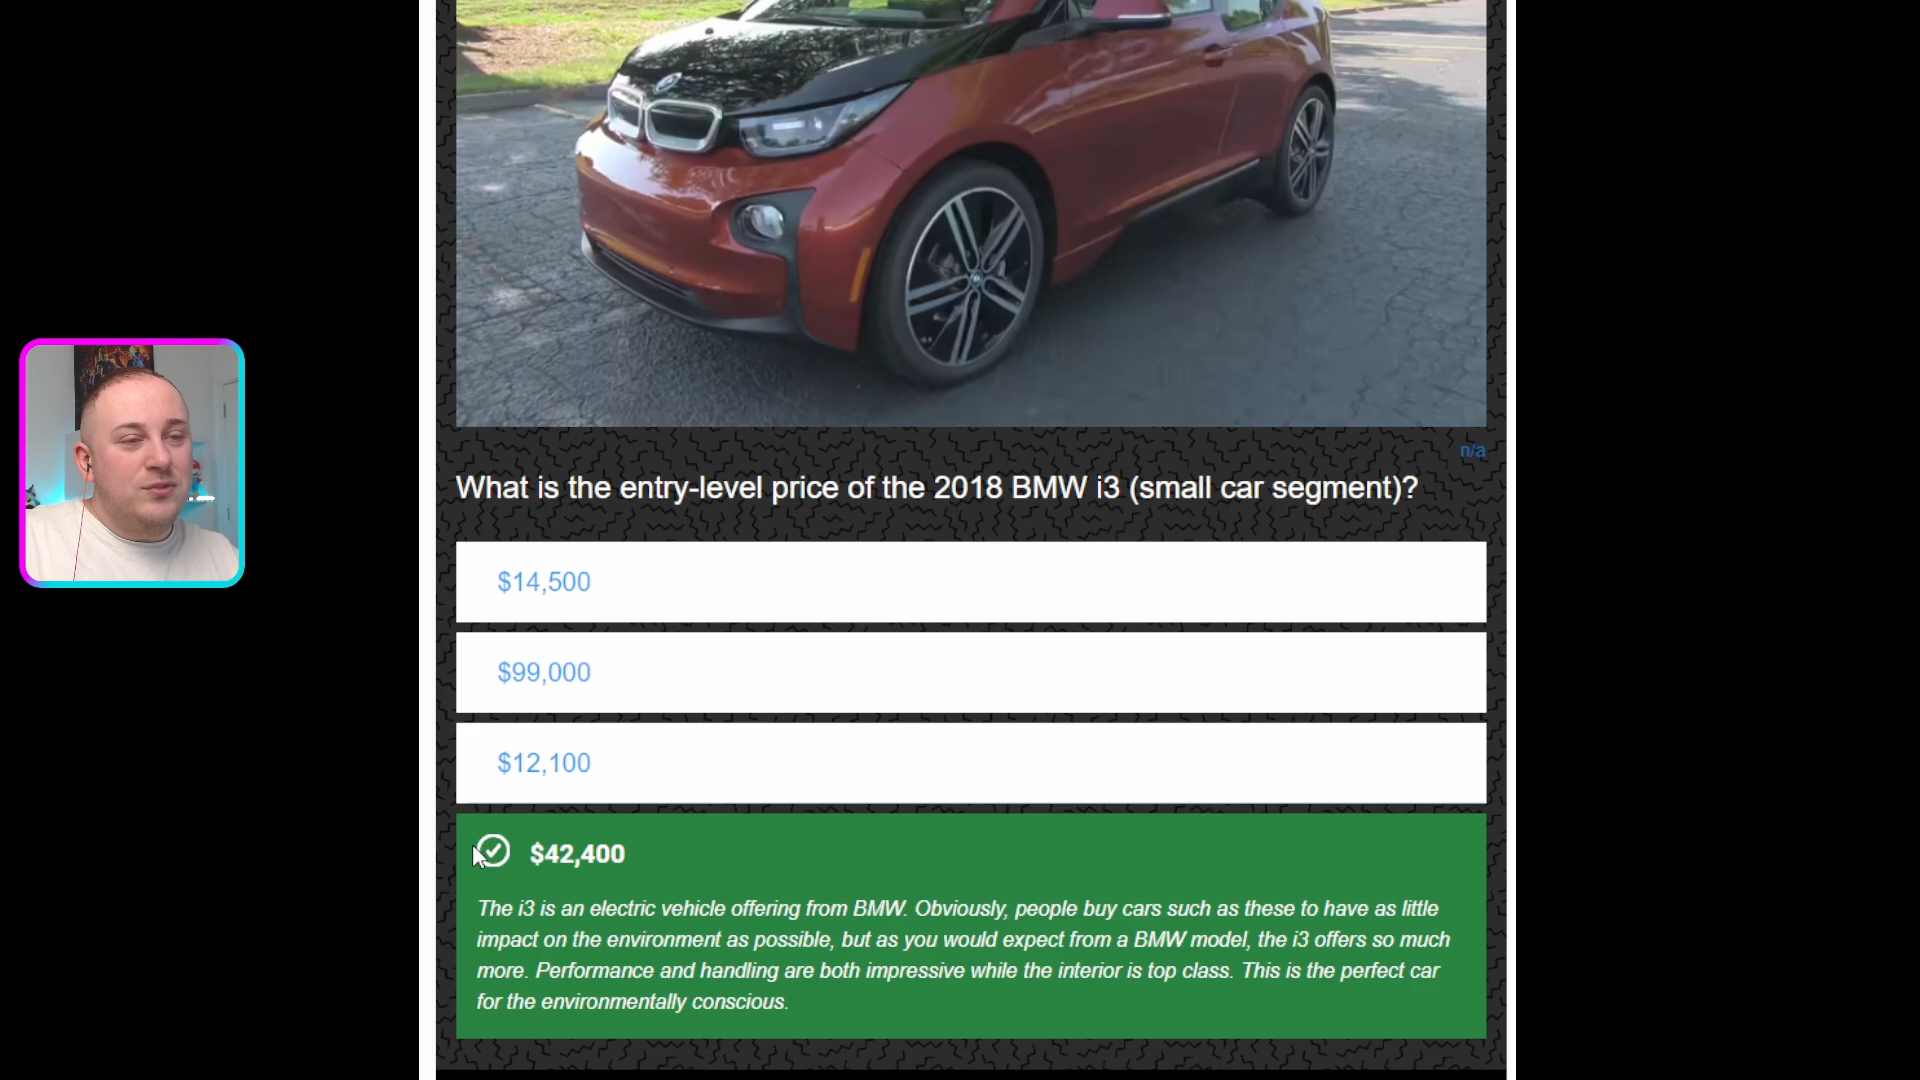 n/a
What is the entry-level price of the 2018 BMW i3 (small car segment)?
$14,500
$99,000
$12,100
$42,400
The i3 is an electric vehicle offering from BMW. Obviously, people buy cars such as these to have as little
impact on the environment as possible, but as you would expect from a BMW model, the i3 offers so much
more. Performance and handling are both impressive while the interior is top class. This is the perfect car
for the environmentally conscious.